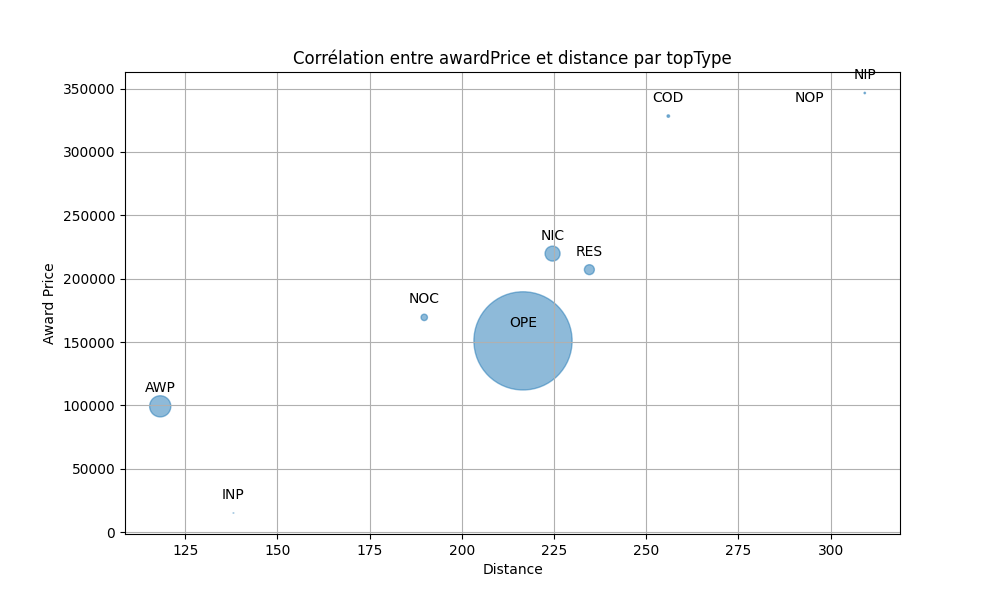 Corrélation entre awardPrice et distance par topType
NIP
COD
NOP
NIC
RES
NOC
OPE
AWP
INP
350000
300000
250000
200000
150000
100000
50000
0
Award Price
125 150 175 200 225 250 275 300
Distance